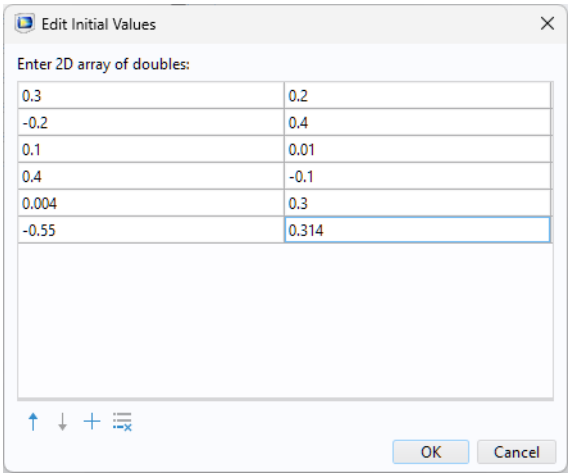 Edit Initial Values
Enter 2D array of doubles:
0.3 0.2
-0.2 0.4
0.1 0.01
0.4 -0.1
0.004 0.3
-0.55 0.314
OK Cancel